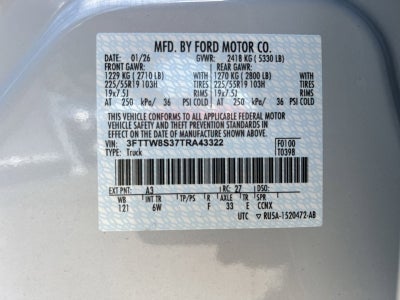 MFD. BY FORD MOTOR CO.
DATE: 01/26 GVWR: 2418 KG ( 5330 LB)
FRONT GAWR: REAR GAWR:
1229 KG ( 2710 LB) WITH 1270 KG ( 2800 LB) WITH
225/55R19 103H TIRES 225/55R19 103H TIRES
19x7.5J RIMS 19x7.5J RIMS
AT 250 kPa/ 36 PSI COLD AT 250 kPa/ 36 PSI COLD
THIS VEHICLE CONFORMS TO ALL APPLICABLE FEDERAL MOTOR
VEHICLE SAFETY AND THEFT PREVENTION STANDARDS IN
EFFECT ON THE DATE OF MANUFACTURE SHOWN ABOVE.
VIN: 3FTTW8S37TRA43322 F0100
TYPE: Truck T0398
EXT PNT: A3 RC: 27 DSO:
WB INT TR TP/PS R AXLE TR SPR
121 6W F 33 E CCNX
UTC RU5A-1520472-AB